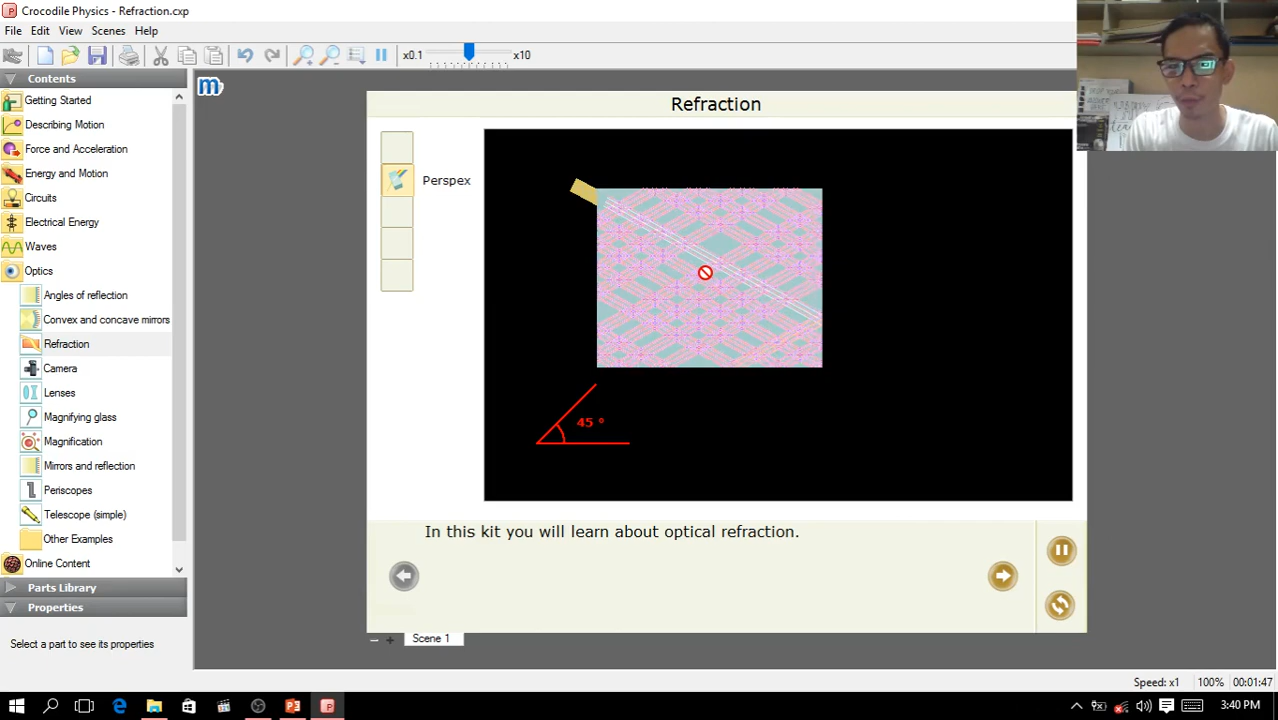 Crocodile Physics - Refraction.cxp
File Edit View Scenes Help
x0.1 x10
Contents
Getting Started
Describing Motion
Force and Acceleration
Energy and Motion
Circuits
Electrical Energy
Waves
Optics
Angles of reflection
Convex and concave mirrors
Refraction
Camera
Lenses
Magnifying glass
Magnification
Mirrors and reflection
Periscopes
Telescope (simple)
Other Examples
Online Content
Parts Library
Properties
Select a part to see its properties
m
Refraction
Perspex
45 °
In this kit you will learn about optical refraction.
Scene 1
Speed: x1 100% 00:01:47
3:40 PM